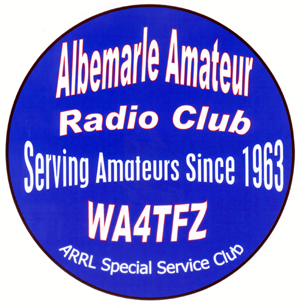 Albemarle Amateur
Radio Club
Serving Amateurs Since 1963
WA4TFZ
ARRL Special Service Club